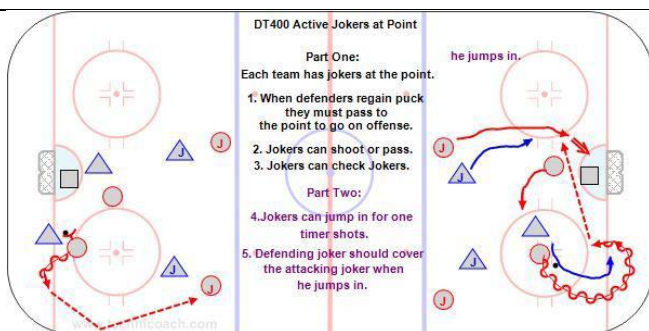 DT400 Active Jokers at Point
Part One:
Each team has jokers at the point.
1. When defenders regain puck
they must pass to
the point to go on offense.
2. Jokers can shoot or pass.
3. Jokers can check Jokers.
Part Two:
4.Jokers can jump in for one
timer shots.
5. Defending joker should cover
the attacking joker when
he jumps in.
he jumps in.
J
J
J
J
J
J
J
J